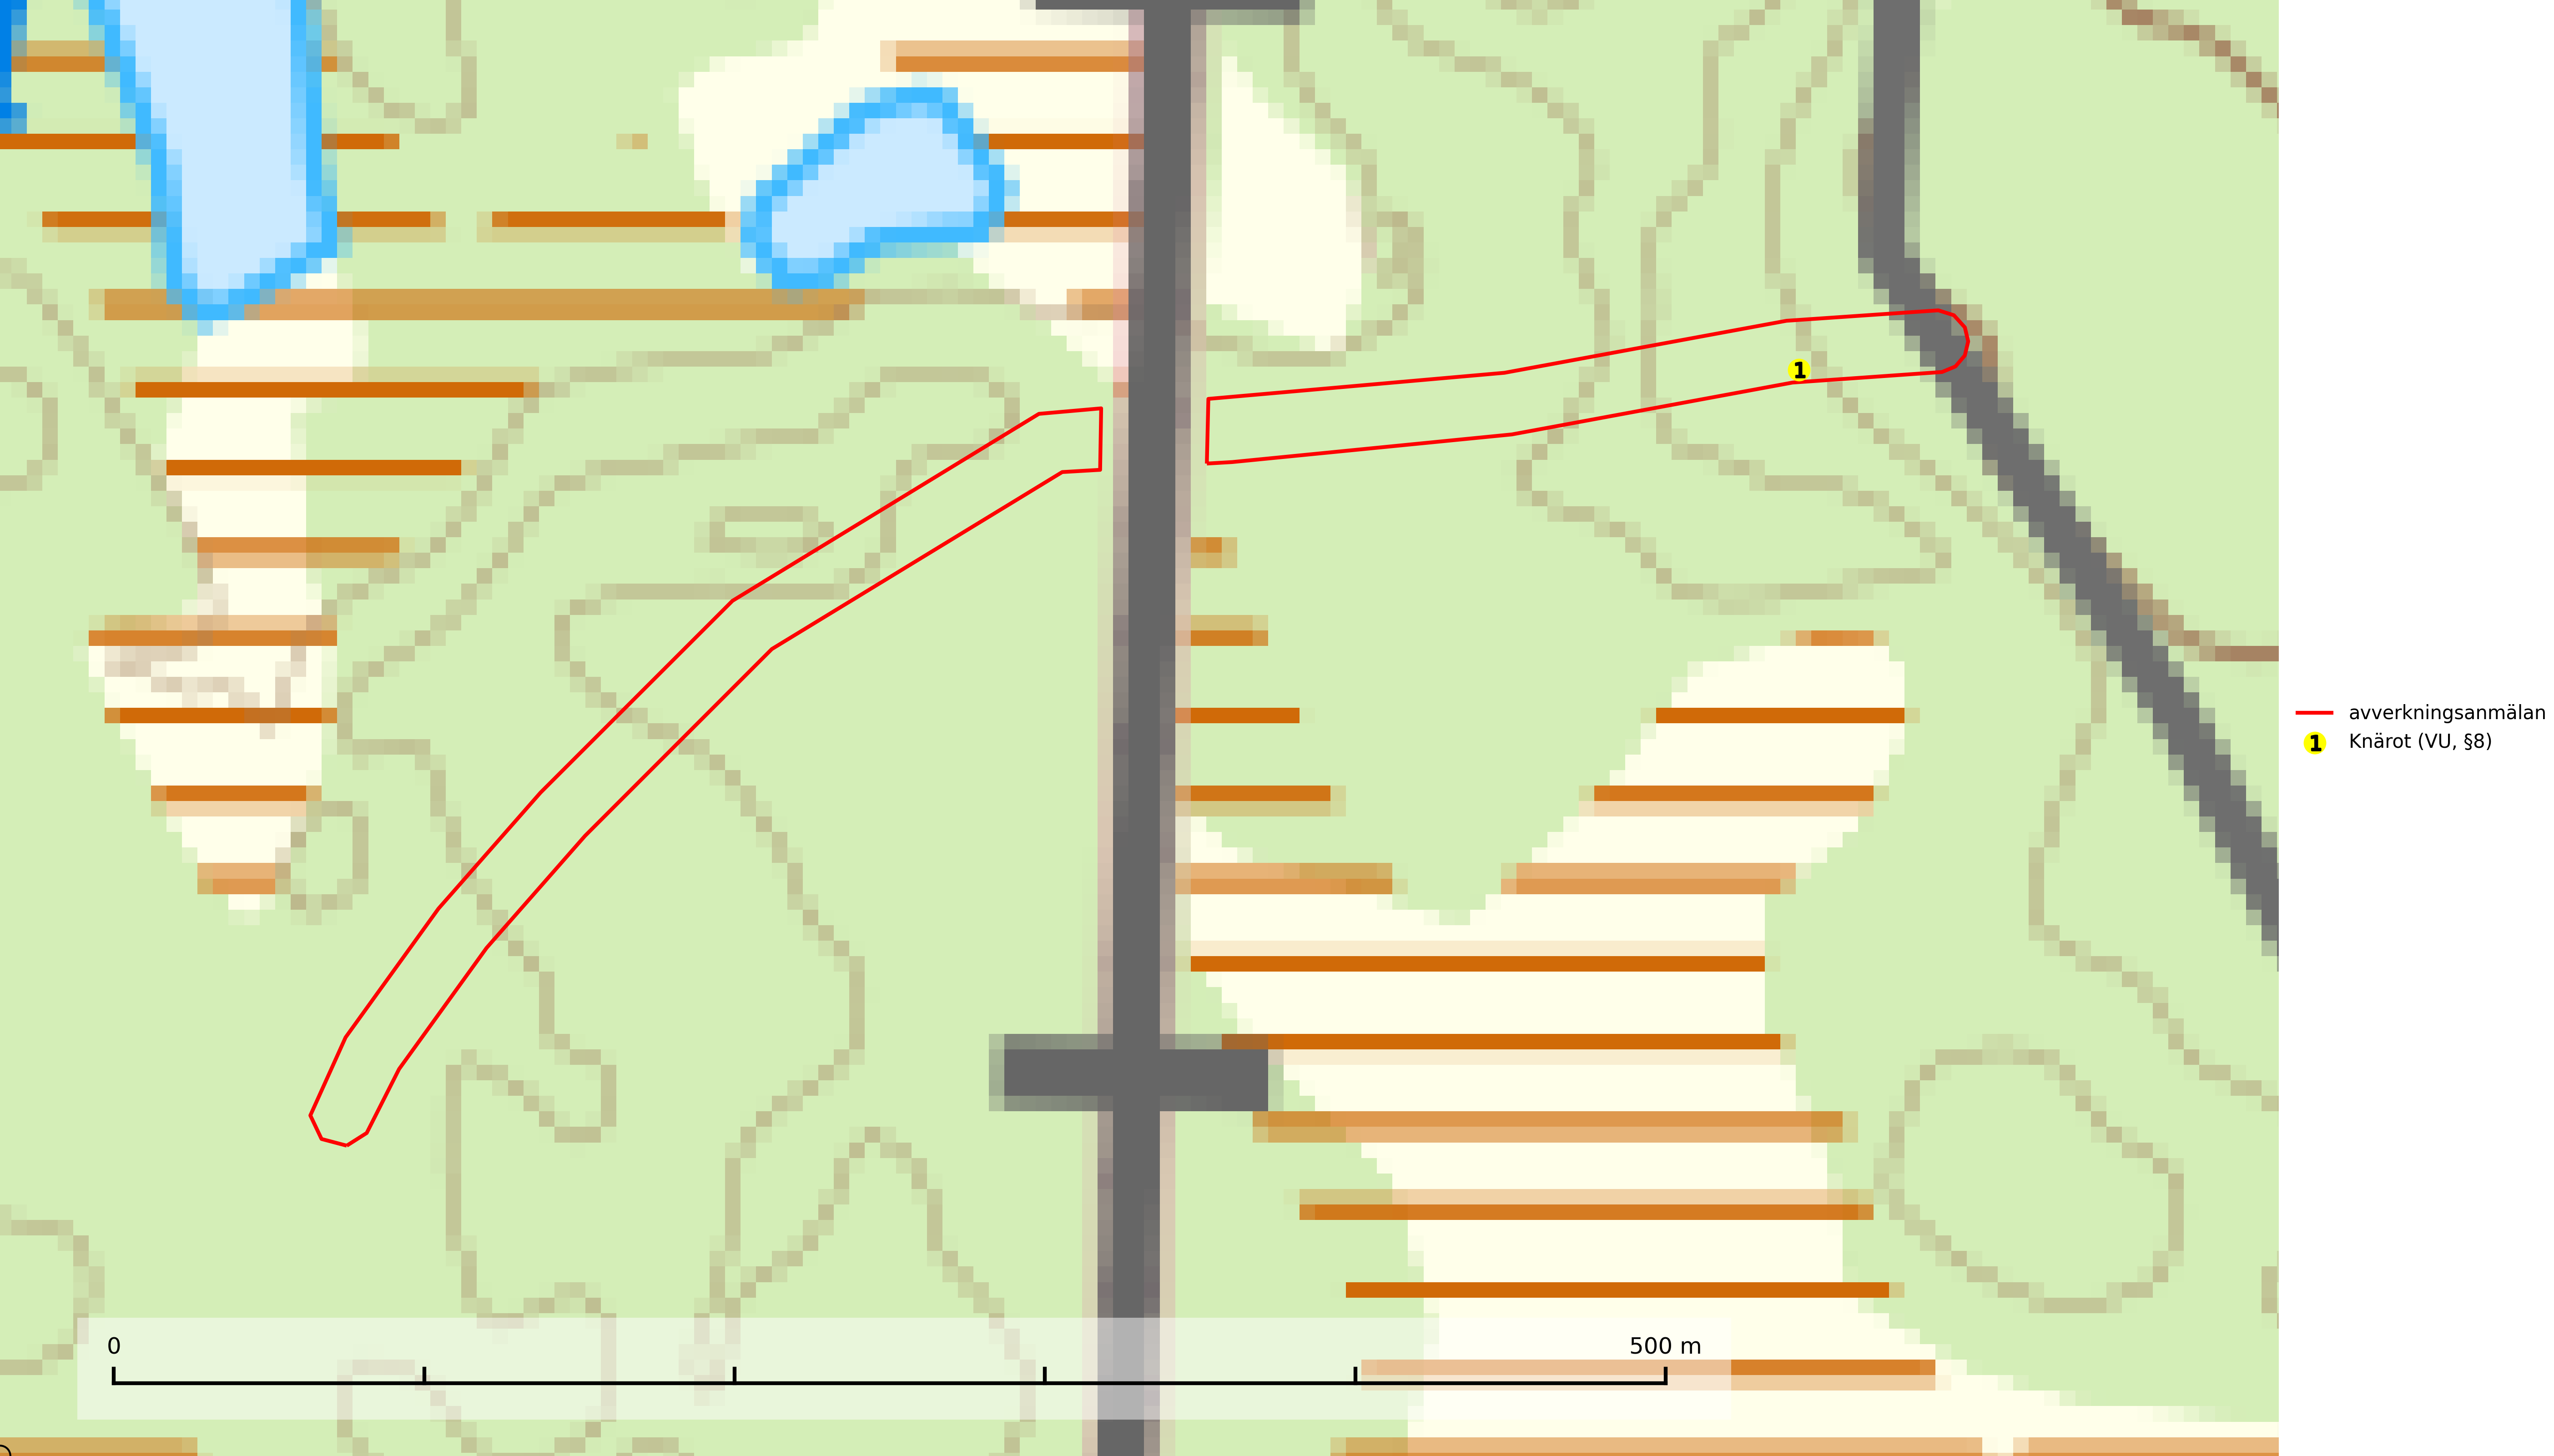 1
avverkningsanmälan
1 Knärot (VU, §8)
0 500 m